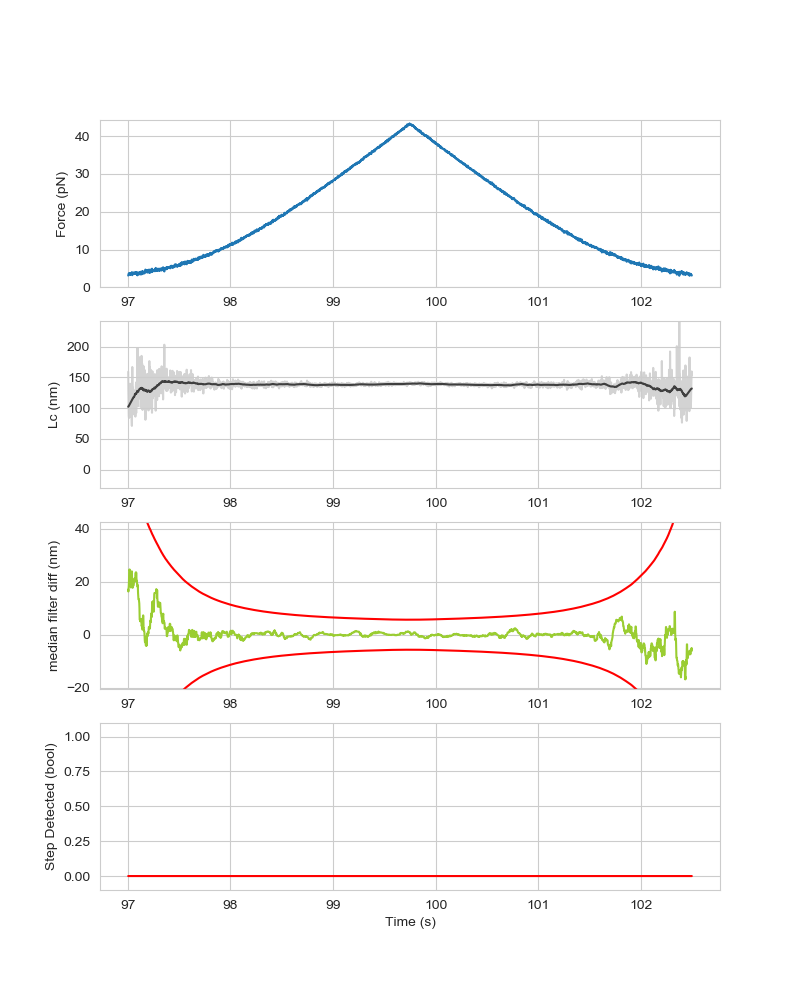 40
30
20
10
0
Force (pN)
97 98 99 100 101 102
200
150
100
50
0
Lc (nm)
97 98 99 100 101 102
40
20
0
−20
median filter diff (nm)
97 98 99 100 101 102
1.00
0.75
0.50
0.25
0.00
Step Detected (bool)
97 98 99 100 101 102
Time (s)